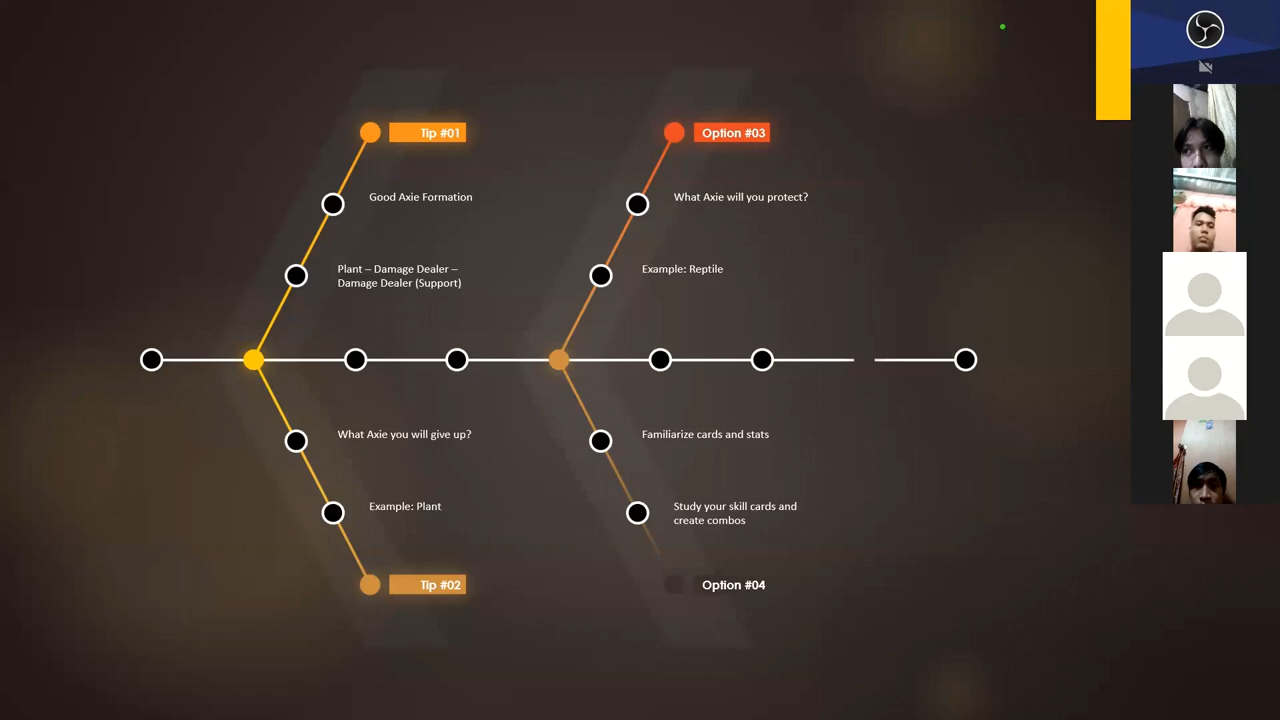 Tip #01
Good Axie Formation
Plant – Damage Dealer –
Damage Dealer (Support)
What Axie you will give up?
Example: Plant
Tip #02
Option #03
What Axie will you protect?
Example: Reptile
Familiarize cards and stats
Study your skill cards and
create combos
Option #04